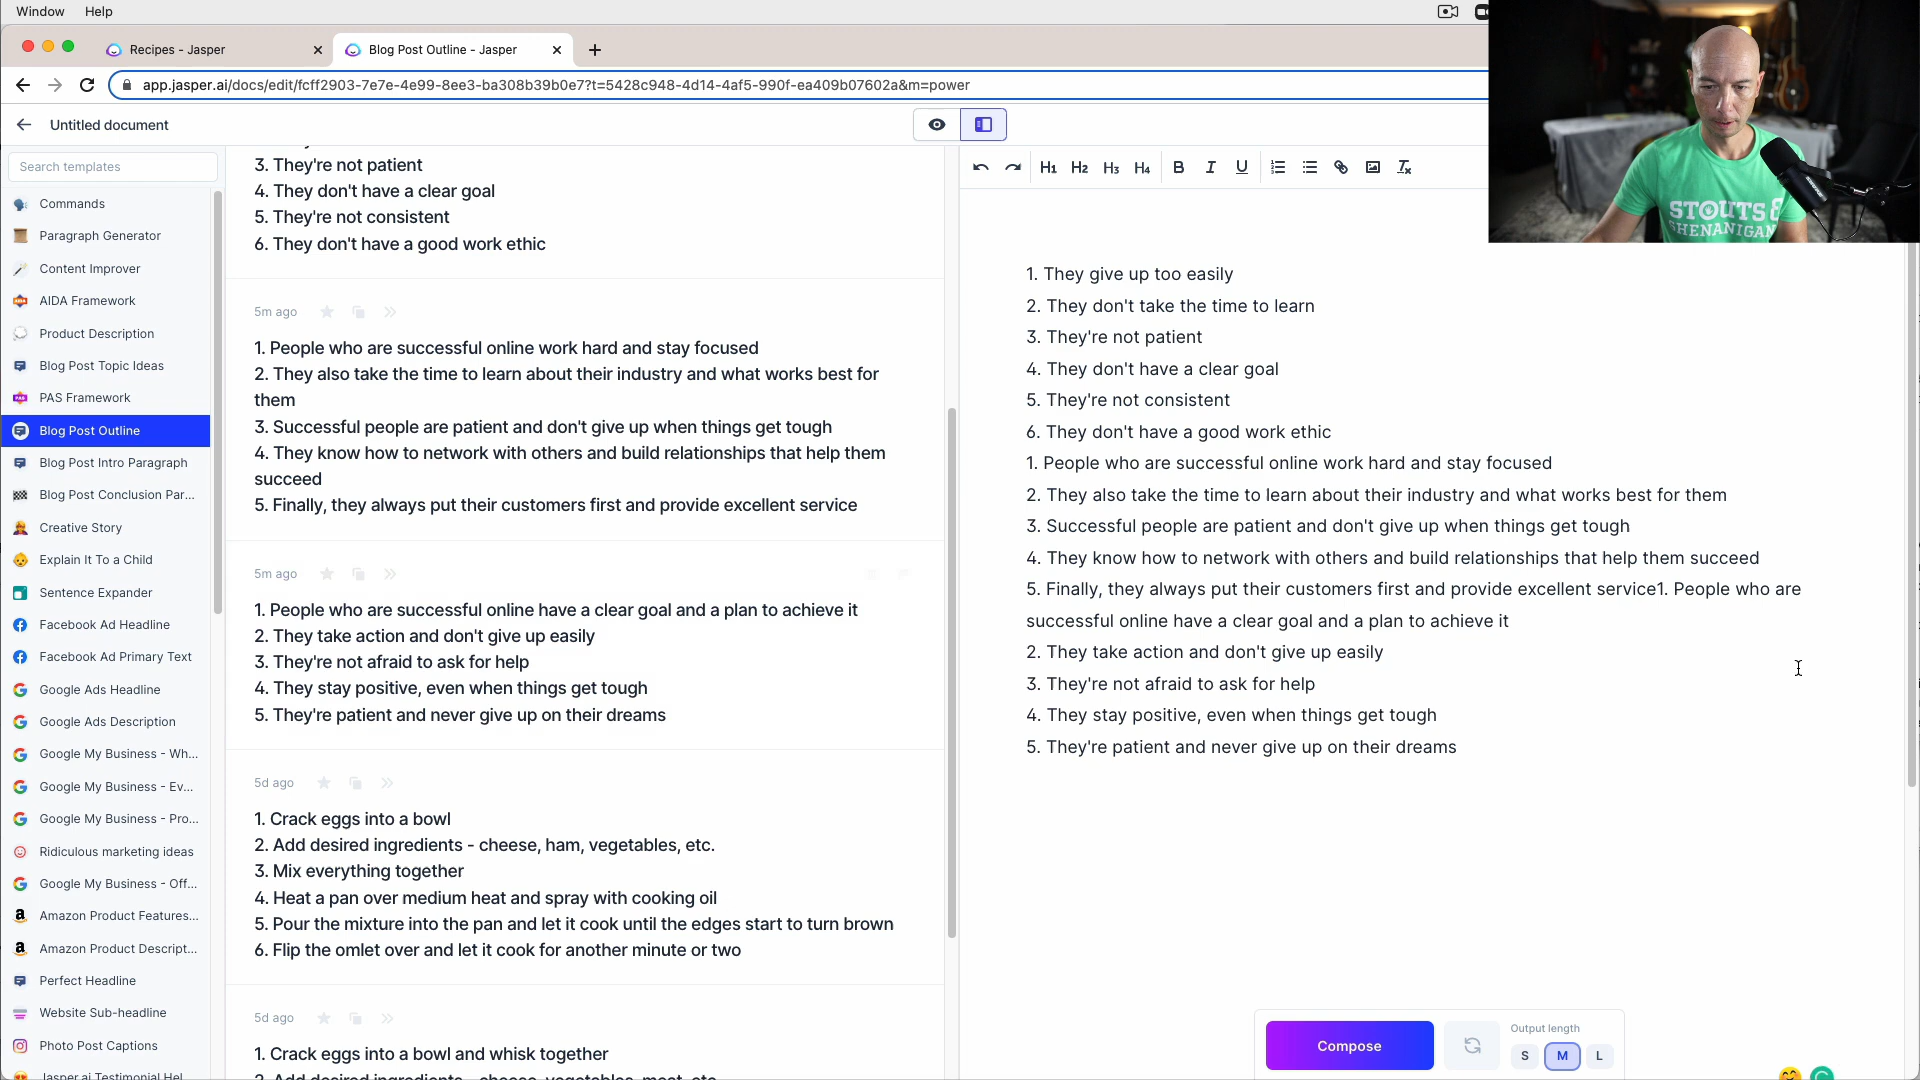 Window Help
Recipes - Jasper
Blog Post Outline - Jasper
app.jasper.ai/docs/edit/fcff2903-7e7e-4e99-8ee3-ba308b39b0e7?t=5428c948-4d14-4af5-990f-ea409b07602a&m=power
Untitled document
Search templates
Commands
Paragraph Generator
Content Improver
AIDA Framework
Product Description
Blog Post Topic Ideas
PAS Framework
Blog Post Outline
Blog Post Intro Paragraph
Blog Post Conclusion Par...
Creative Story
Explain It To a Child
Sentence Expander
Facebook Ad Headline
Facebook Ad Primary Text
Google Ads Headline
Google Ads Description
Google My Business - Wh...
Google My Business - Ev...
Google My Business - Pro...
Ridiculous marketing ideas
Google My Business - Off...
Amazon Product Features...
Amazon Product Descript...
Perfect Headline
Website Sub-headline
Photo Post Captions
Jasper.ai Testimonial Hel
3. They're not patient
4. They don't have a clear goal
5. They're not consistent
6. They don't have a good work ethic
5m ago
1. People who are successful online work hard and stay focused
2. They also take the time to learn about their industry and what works best for
them
3. Successful people are patient and don't give up when things get tough
4. They know how to network with others and build relationships that help them
succeed
5. Finally, they always put their customers first and provide excellent service
5m ago
1. People who are successful online have a clear goal and a plan to achieve it
2. They take action and don't give up easily
3. They're not afraid to ask for help
4. They stay positive, even when things get tough
5. They're patient and never give up on their dreams
5d ago
1. Crack eggs into a bowl
2. Add desired ingredients - cheese, ham, vegetables, etc.
3. Mix everything together
4. Heat a pan over medium heat and spray with cooking oil
5. Pour the mixture into the pan and let it cook until the edges start to turn brown
6. Flip the omlet over and let it cook for another minute or two
5d ago
1. Crack eggs into a bowl and whisk together
2. Add desired ingredients - cheese, vegetables, meat, etc.
H1 H2 H3 H4 B I U
1. They give up too easily
2. They don't take the time to learn
3. They're not patient
4. They don't have a clear goal
5. They're not consistent
6. They don't have a good work ethic
1. People who are successful online work hard and stay focused
2. They also take the time to learn about their industry and what works best for them
3. Successful people are patient and don't give up when things get tough
4. They know how to network with others and build relationships that help them succeed
5. Finally, they always put their customers first and provide excellent service1. People who are
successful online have a clear goal and a plan to achieve it
2. They take action and don't give up easily
3. They're not afraid to ask for help
4. They stay positive, even when things get tough
5. They're patient and never give up on their dreams
Compose
Output length
S M L
STOUTS &
SHENANIGAN